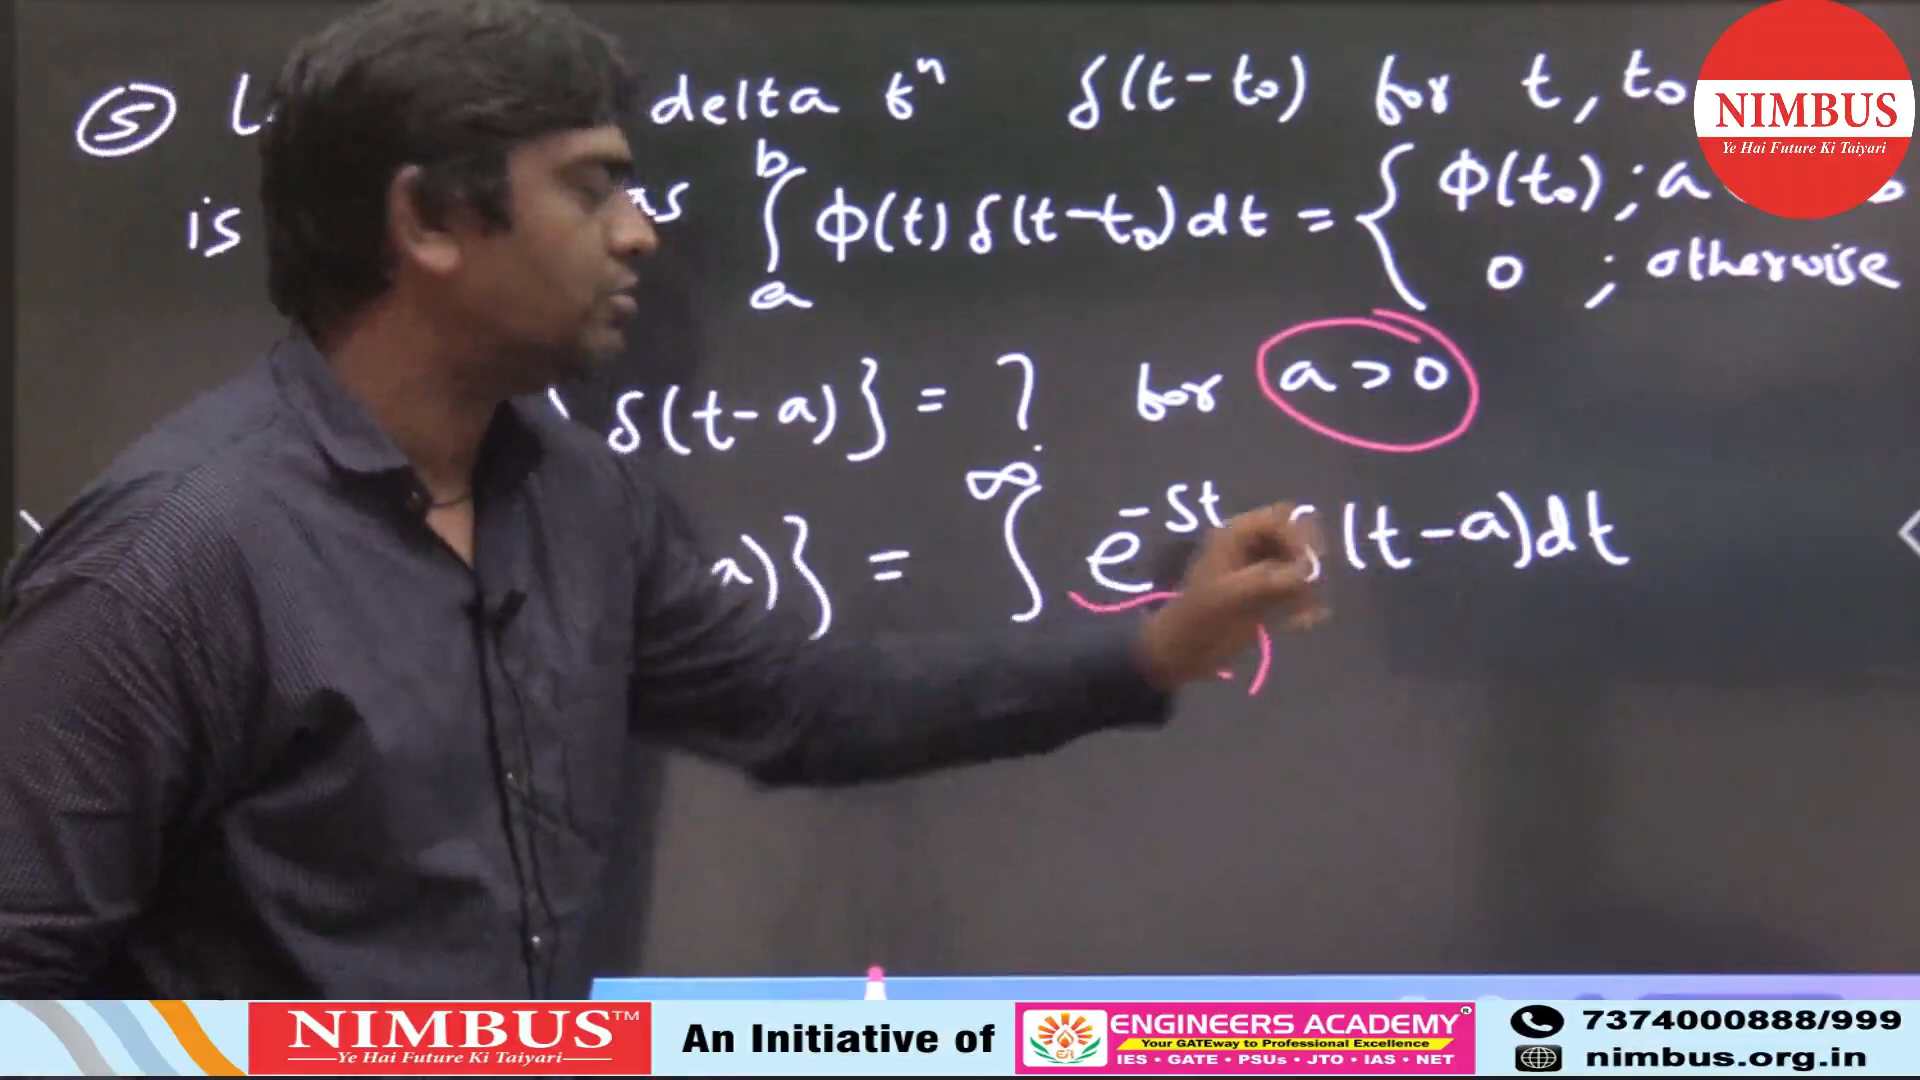 ⑤ delta fⁿ δ(t-t₀) for t, t₀
is as ∫ₐᵇ φ(t) δ(t-t₀) dt = { φ(t₀) ; a
0 ; otherwise
δ(t-a)} = ? for a > 0
)} = ∫^∞ e^{-st} δ(t-a) dt
NIMBUS
Ye Hai Future Ki Taiyari
NIMBUS™
Ye Hai Future Ki Taiyari
An Initiative of
ENGINEERS ACADEMY®
Your GATEway to Professional Excellence
IES • GATE • PSUs • JTO • IAS • NET
7374000888/999
nimbus.org.in